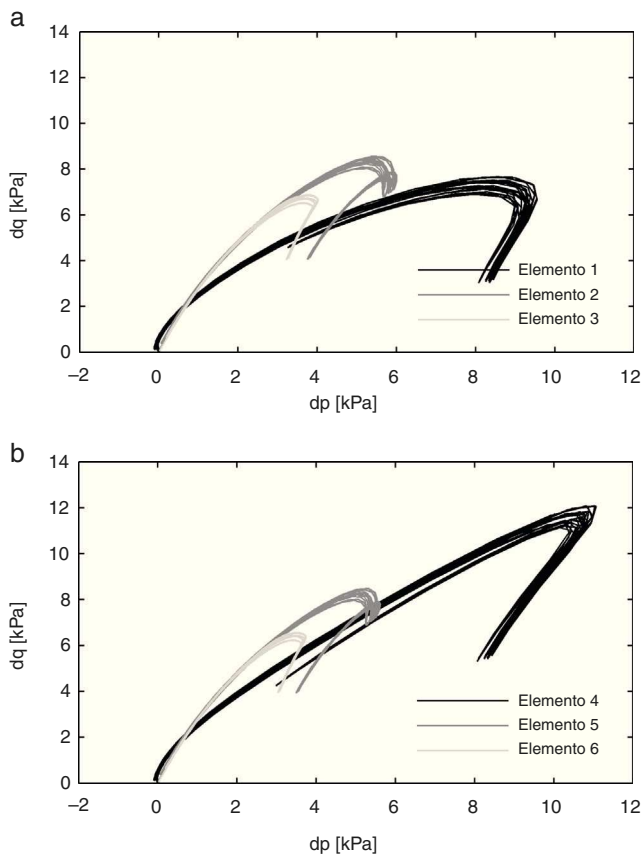 a
14
12
10
8
6
4
2
0
dq [kPa]
Elemento 1
Elemento 2
Elemento 3
–2 0 2 4 6 8 10 12
dp [kPa]
b
14
12
10
8
6
4
2
0
dq [kPa]
Elemento 4
Elemento 5
Elemento 6
–2 0 2 4 6 8 10 12
dp [kPa]